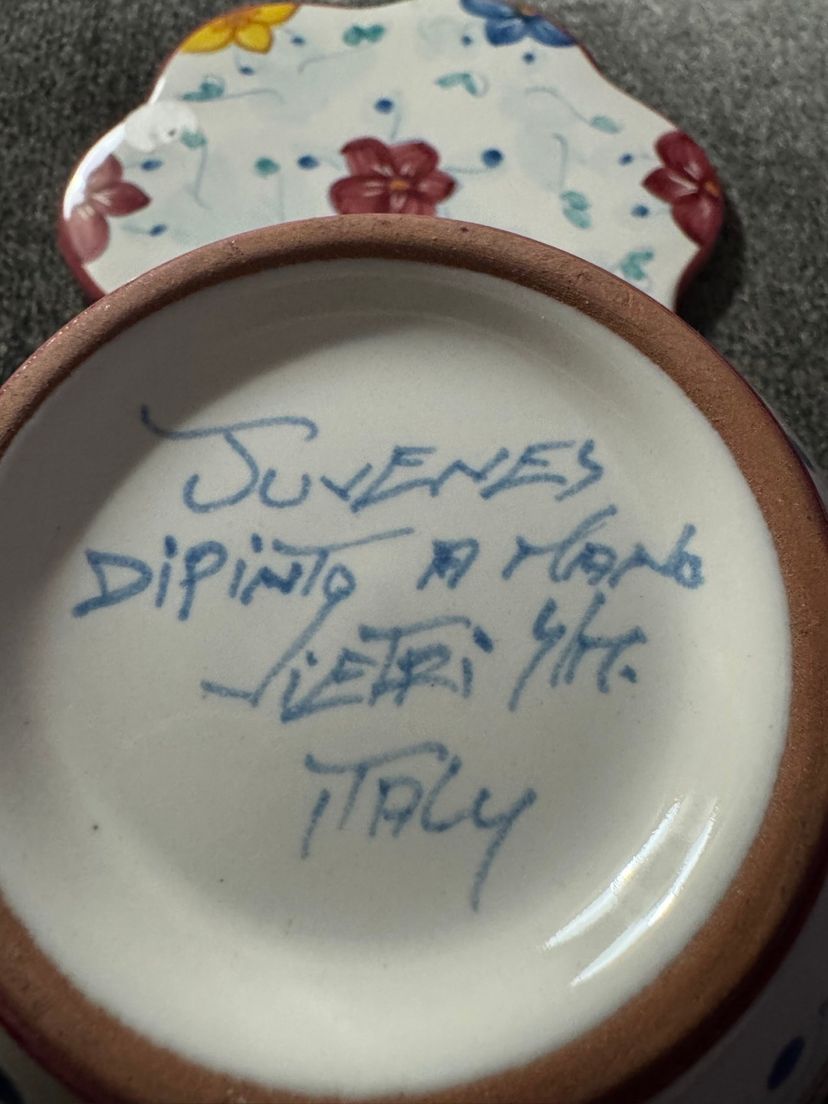 JUVENES
DIPINTO A MANO
VIETRI S/M.
ITALY